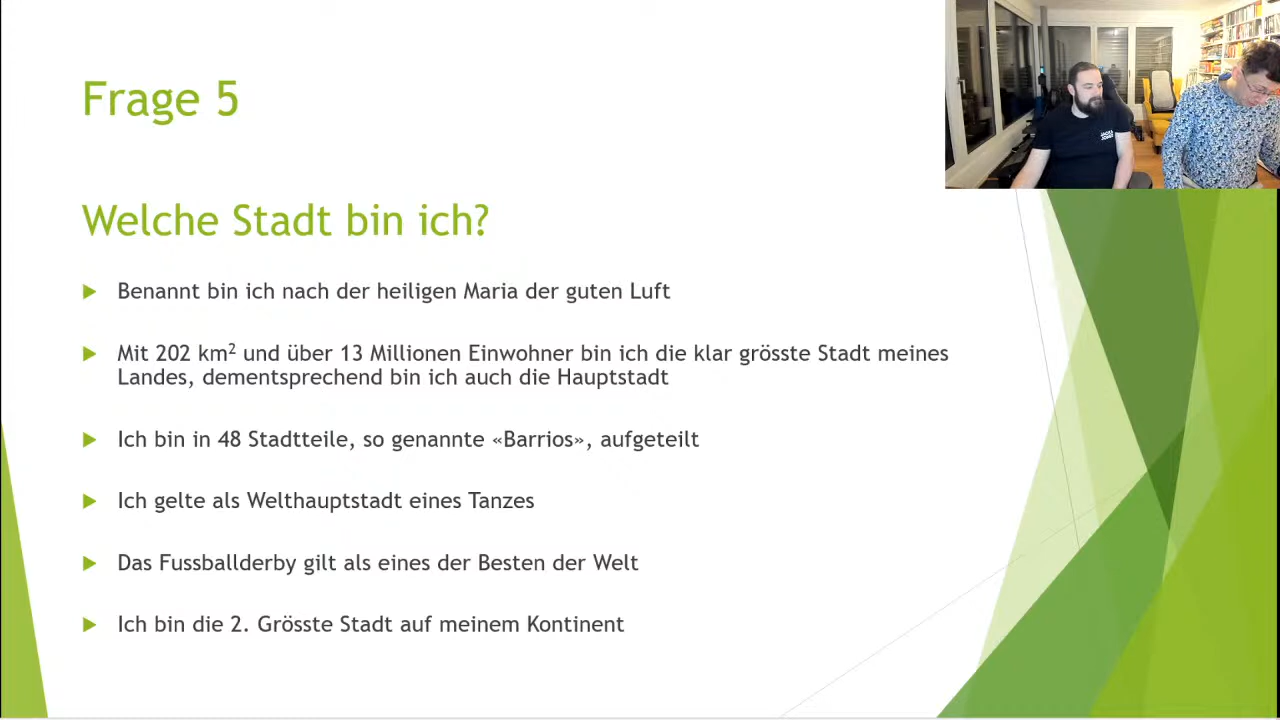 Frage 5
Welche Stadt bin ich?
Benannt bin ich nach der heiligen Maria der guten Luft
Mit 202 km² und über 13 Millionen Einwohner bin ich die klar grösste Stadt meines
Landes, dementsprechend bin ich auch die Hauptstadt
Ich bin in 48 Stadtteile, so genannte «Barrios», aufgeteilt
Ich gelte als Welthauptstadt eines Tanzes
Das Fussballderby gilt als eines der Besten der Welt
Ich bin die 2. Grösste Stadt auf meinem Kontinent